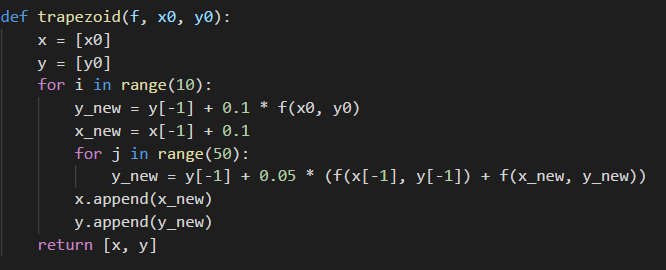 def trapezoid(f, x0, y0):
    x = [x0]
    y = [y0]
    for i in range(10):
        y_new = y[-1] + 0.1 * f(x0, y0)
        x_new = x[-1] + 0.1
        for j in range(50):
            y_new = y[-1] + 0.05 * (f(x[-1], y[-1]) + f(x_new, y_new))
        x.append(x_new)
        y.append(y_new)
    return [x, y]